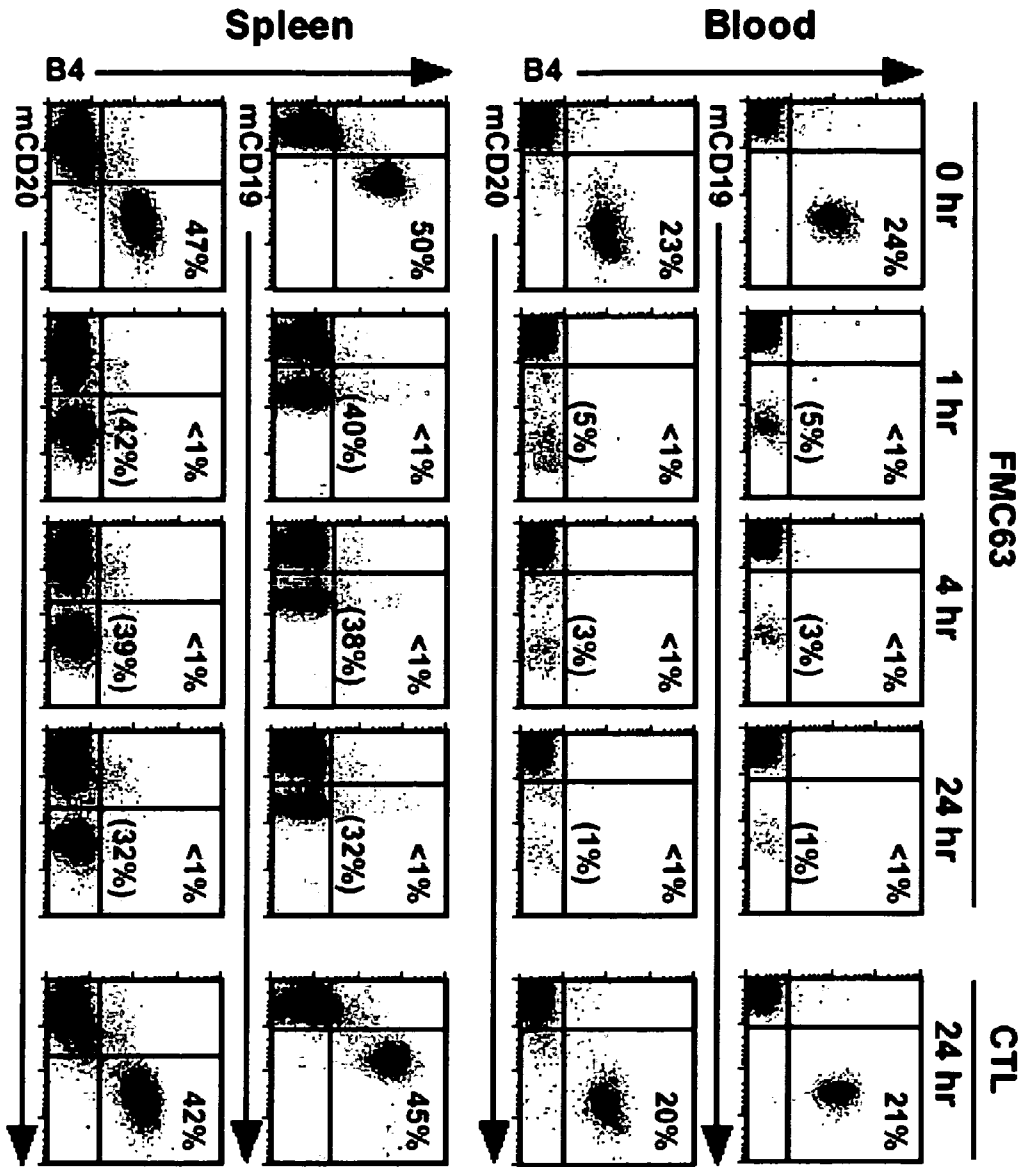 FMC63
CTL
0 hr
1 hr
4 hr
24 hr
24 hr
Blood
B4
24%
<1%
(5%)
<1%
(3%)
<1%
(1%)
21%
mCD19
23%
<1%
(5%)
<1%
(3%)
<1%
(1%)
20%
mCD20
Spleen
B4
50%
<1%
(40%)
<1%
(38%)
<1%
(32%)
45%
mCD19
47%
<1%
(42%)
<1%
(39%)
<1%
(32%)
42%
mCD20